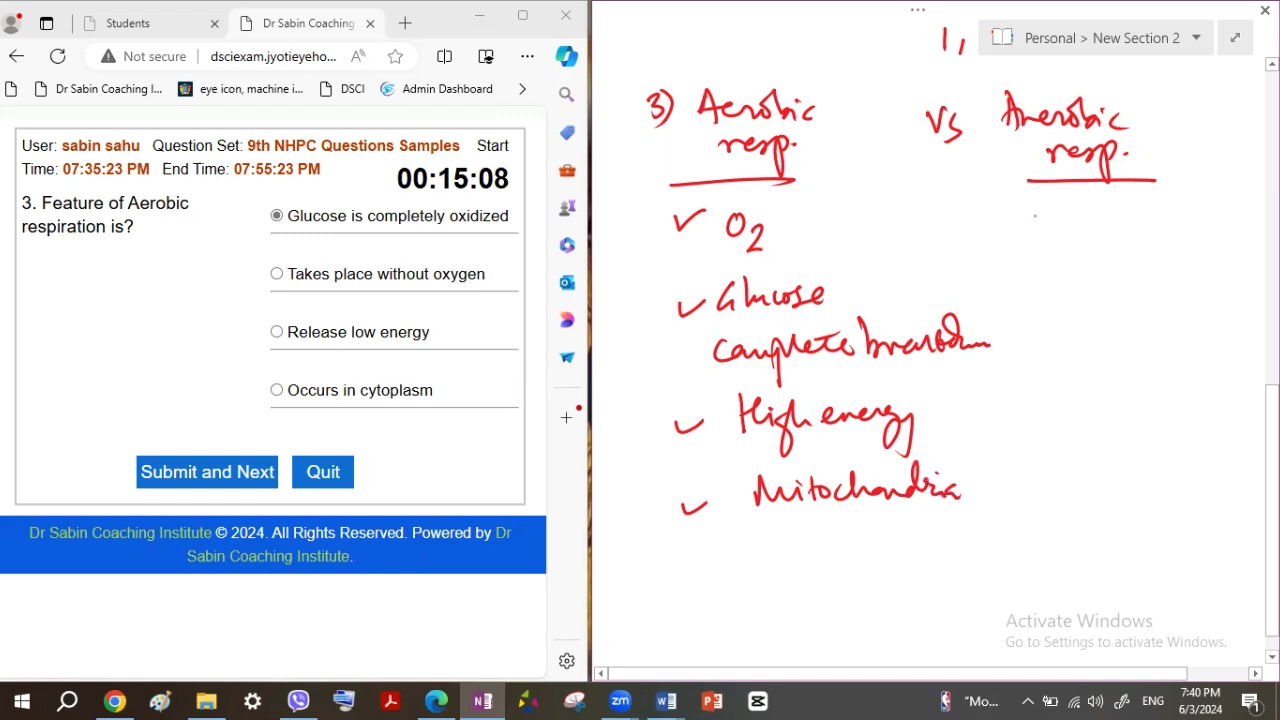 Students
Dr Sabin Coaching
Not secure
dsciexam.jyotieyeho...
Dr Sabin Coaching I...
eye icon, machine i...
DSCI
Admin Dashboard
User: sabin sahu Question Set: 9th NHPC Questions Samples Start
Time: 07:35:23 PM End Time: 07:55:23 PM
00:15:08
3. Feature of Aerobic
respiration is?
Glucose is completely oxidized
Takes place without oxygen
Release low energy
Occurs in cytoplasm
Submit and Next
Quit
Dr Sabin Coaching Institute © 2024. All Rights Reserved. Powered by Dr
Sabin Coaching Institute.
Personal > New Section 2
3) Aerobic vs Anerobic
resp. resp.
O2
Glucose
complete
High energy
Mitochondria
Activate Windows
Go to Settings to activate Windows.
"Mo...
ENG
7:40 PM
6/3/2024